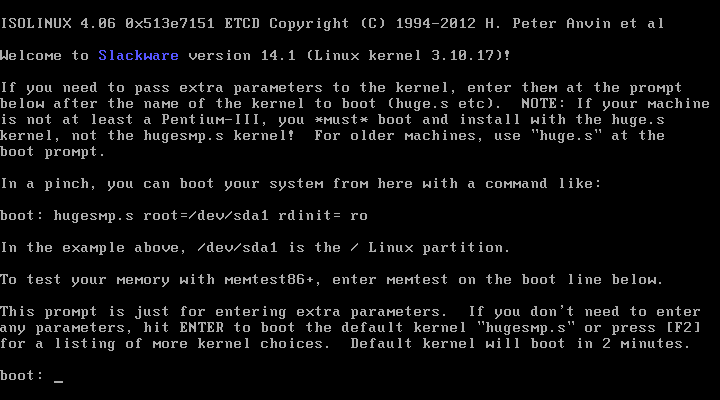 ISOLINUX 4.06 0x513e7151 ETCD Copyright (C) 1994-2012 H. Peter Anvin et al
Welcome to Slackware version 14.1 (Linux kernel 3.10.17)!
If you need to pass extra parameters to the kernel, enter them at the prompt
below after the name of the kernel to boot (huge.s etc).  NOTE: If your machine
is not at least a Pentium-III, you *must* boot and install with the huge.s
kernel, not the hugesmp.s kernel!  For older machines, use "huge.s" at the
boot prompt.
In a pinch, you can boot your system from here with a command like:
boot: hugesmp.s root=/dev/sda1 rdinit= ro
In the example above, /dev/sda1 is the / Linux partition.
To test your memory with memtest86+, enter memtest on the boot line below.
This prompt is just for entering extra parameters.  If you don't need to enter
any parameters, hit ENTER to boot the default kernel "hugesmp.s" or press [F2]
for a listing of more kernel choices.  Default kernel will boot in 2 minutes.
boot: _